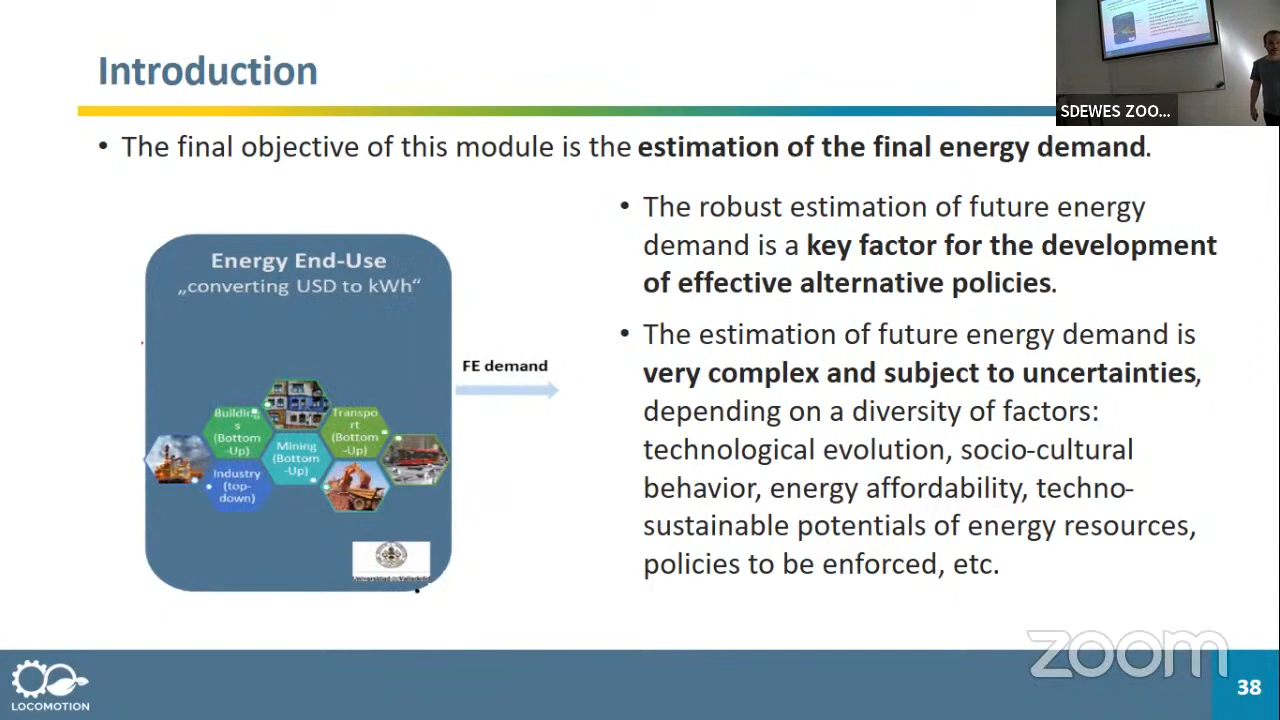 Introduction
SDEWES ZOO...
• The final objective of this module is the estimation of the final energy demand.
Energy End-Use
„converting USD to kWh“
Building
s
(Bottom
-Up)
Transpo
rt
(Bottom
-Up)
Mining
(Bottom
-Up)
Industry
(top-
down)
FE demand
• The robust estimation of future energy
demand is a key factor for the development
of effective alternative policies.
• The estimation of future energy demand is
very complex and subject to uncertainties,
depending on a diversity of factors:
technological evolution, socio-cultural
behavior, energy affordability, techno-
sustainable potentials of energy resources,
policies to be enforced, etc.
zoom
LOCOMOTION
38